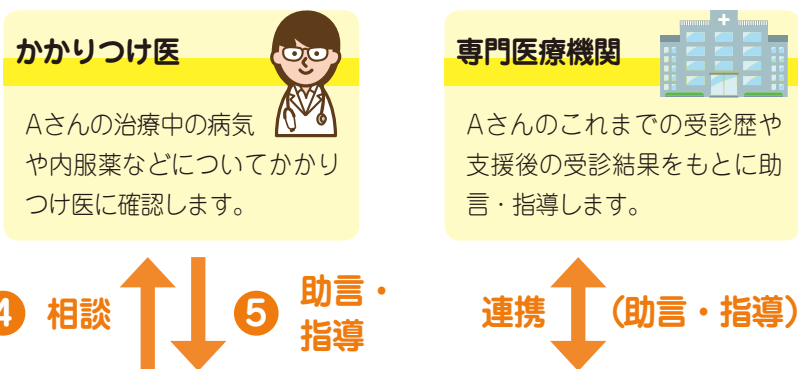 かかりつけ医
Aさんの治療中の病気
や内服薬などについてかかり
つけ医に確認します。
専門医療機関
Aさんのこれまでの受診歴や
支援後の受診結果をもとに助
言・指導します。
4 相談
5 助言・
指導
連携 (助言・指導)